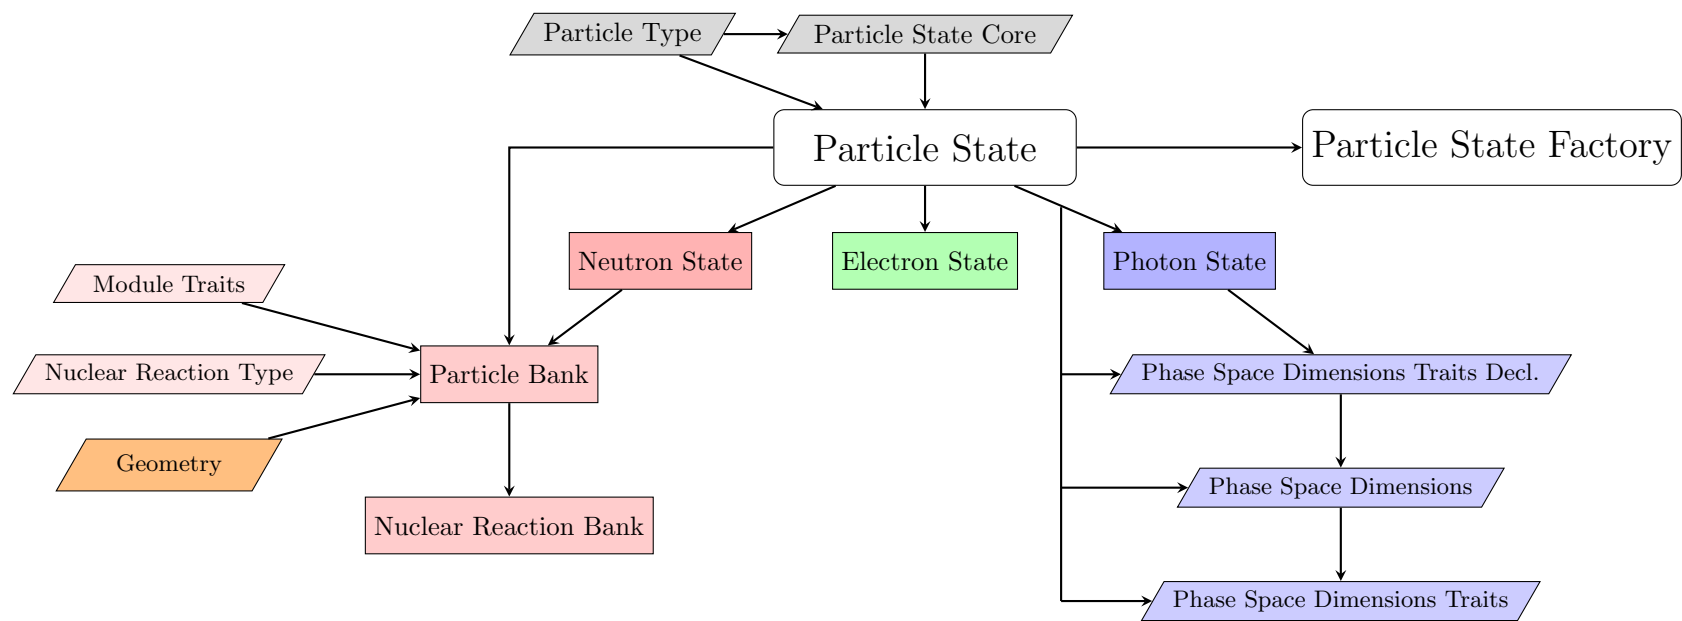 Particle Type
Particle State Core
Particle State
Particle State Factory
Neutron State
Electron State
Photon State
Module Traits
Nuclear Reaction Type
Particle Bank
Phase Space Dimensions Traits Decl.
Geometry
Phase Space Dimensions
Nuclear Reaction Bank
Phase Space Dimensions Traits